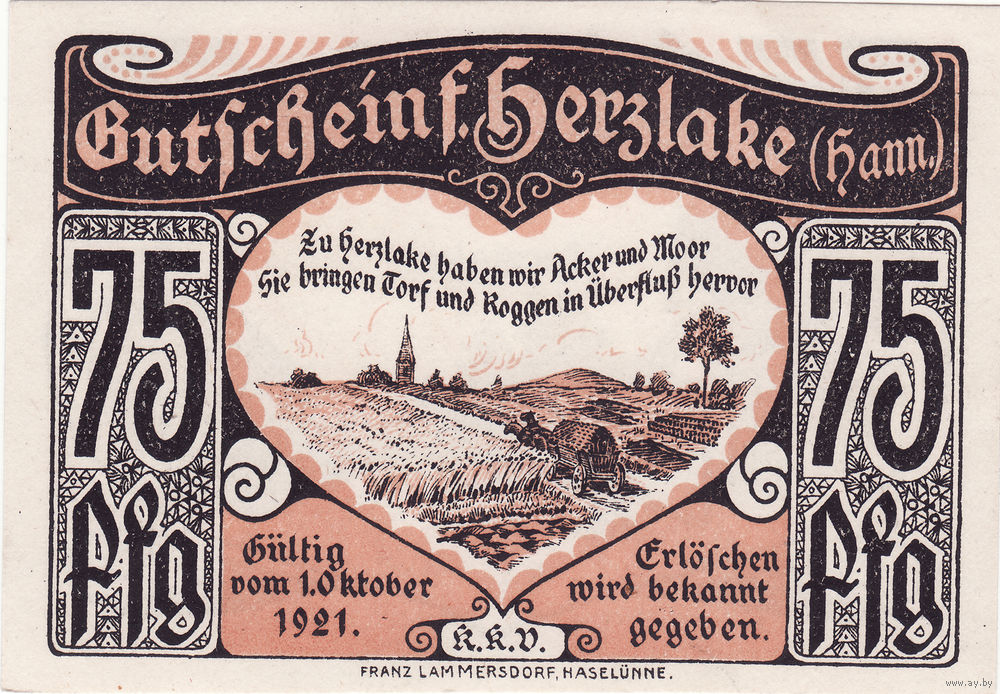 Gutschein f. Herzlake (Hann.)
Zu Herzlake haben wir Acker und Moor
Sie bringen Torf und Roggen in Überfluß hervor
75
Pfg
75
Pfg
Gültig
vom 1. Oktober
1921.
Erlöschen
wird bekannt
gegeben.
K.K.V.
FRANZ LAMMERSDORF, HASELÜNNE.
www.ay.by